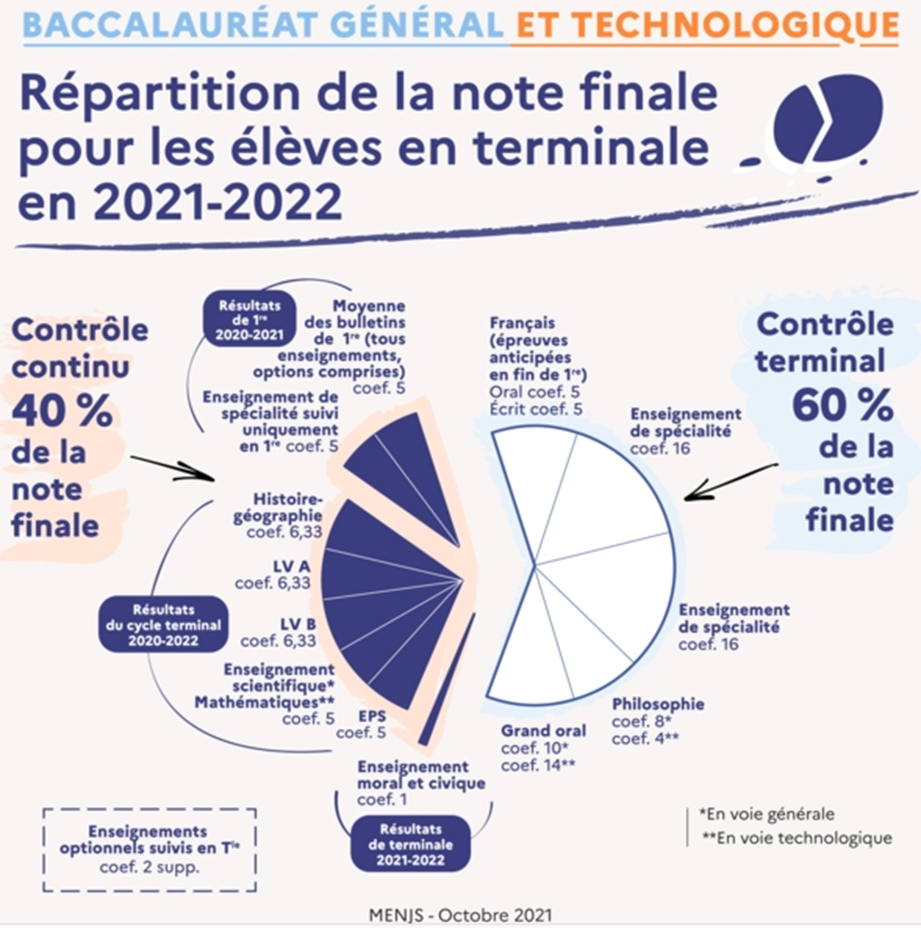 BACCALAURÉAT GÉNÉRAL ET TECHNOLOGIQUE
Répartition de la note finale
pour les élèves en terminale
en 2021-2022
Contrôle
continu
40 %
de la
note
finale
Résultats
de 1re
2020-2021
Moyenne
des bulletins
de 1re (tous
enseignements,
options comprises)
coef. 5
Enseignement de
spécialité suivi
uniquement
en 1re coef. 5
Histoire-
géographie
coef. 6,33
LV A
coef. 6,33
Résultats
du cycle terminal
2020-2022
LV B
coef. 6,33
Enseignement
scientifique*
Mathématiques**
coef. 5
EPS
coef. 5
Enseignement
moral et civique
coef. 1
Résultats
de terminale
2021-2022
Français
(épreuves
anticipées
en fin de 1re)
Oral coef. 5
Écrit coef. 5
Enseignement
de spécialité
coef. 16
Contrôle
terminal
60 %
de la
note
finale
Enseignement
de spécialité
coef. 16
Philosophie
coef. 8*
coef. 4**
Grand oral
coef. 10*
coef. 14**
Enseignements
optionnels suivis en Tle
coef. 2 supp.
*En voie générale
**En voie technologique
MENJS - Octobre 2021